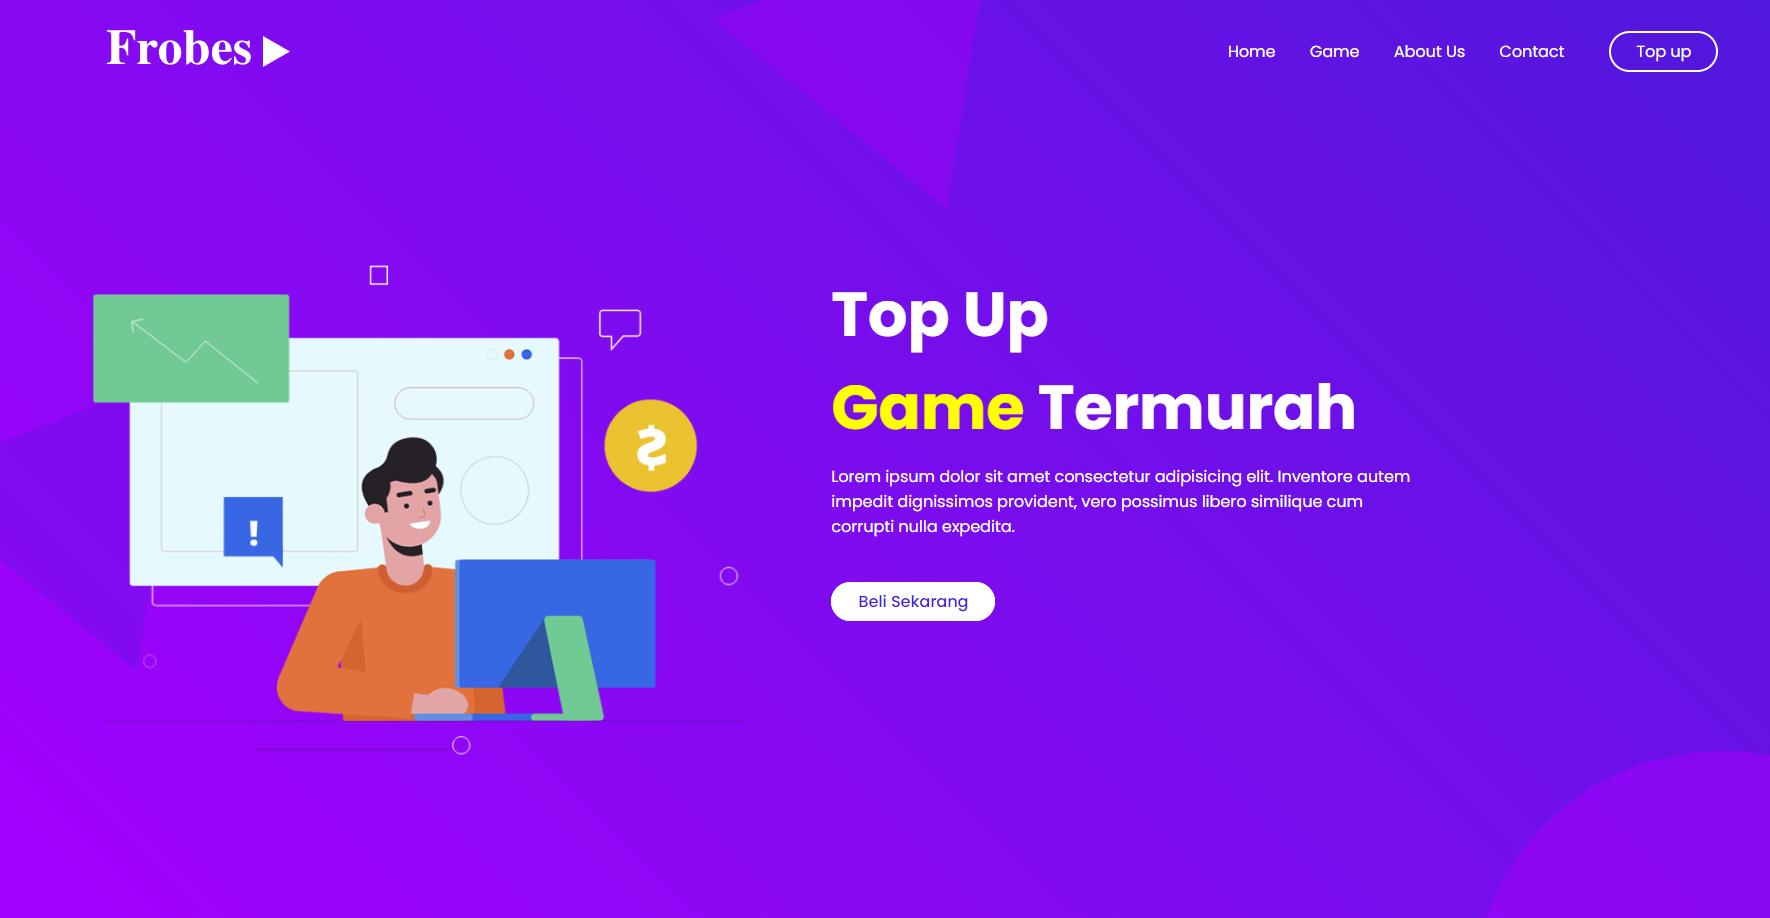 Frobes
Home Game About Us Contact Top up
Top Up
Game Termurah
Lorem ipsum dolor sit amet consectetur adipisicing elit. Inventore autem
impedit dignissimos provident, vero possimus libero similique cum
corrupti nulla expedita.
Beli Sekarang
!